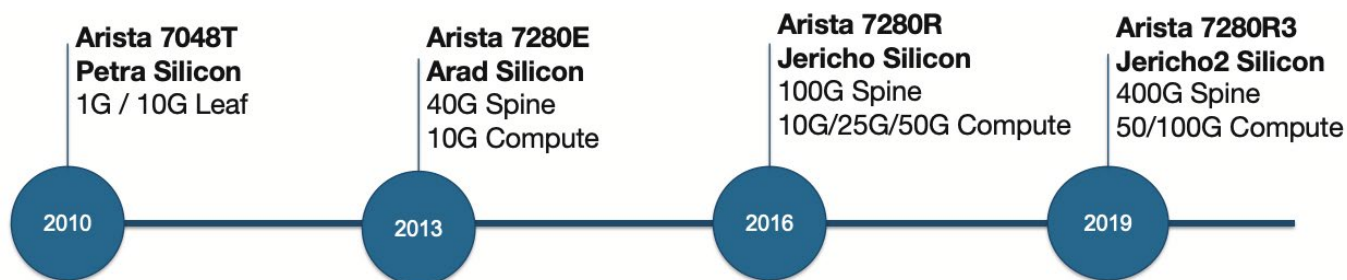 Arista 7048T
Petra Silicon
1G / 10G Leaf
2010
Arista 7280E
Arad Silicon
40G Spine
10G Compute
2013
Arista 7280R
Jericho Silicon
100G Spine
10G/25G/50G Compute
2016
Arista 7280R3
Jericho2 Silicon
400G Spine
50/100G Compute
2019